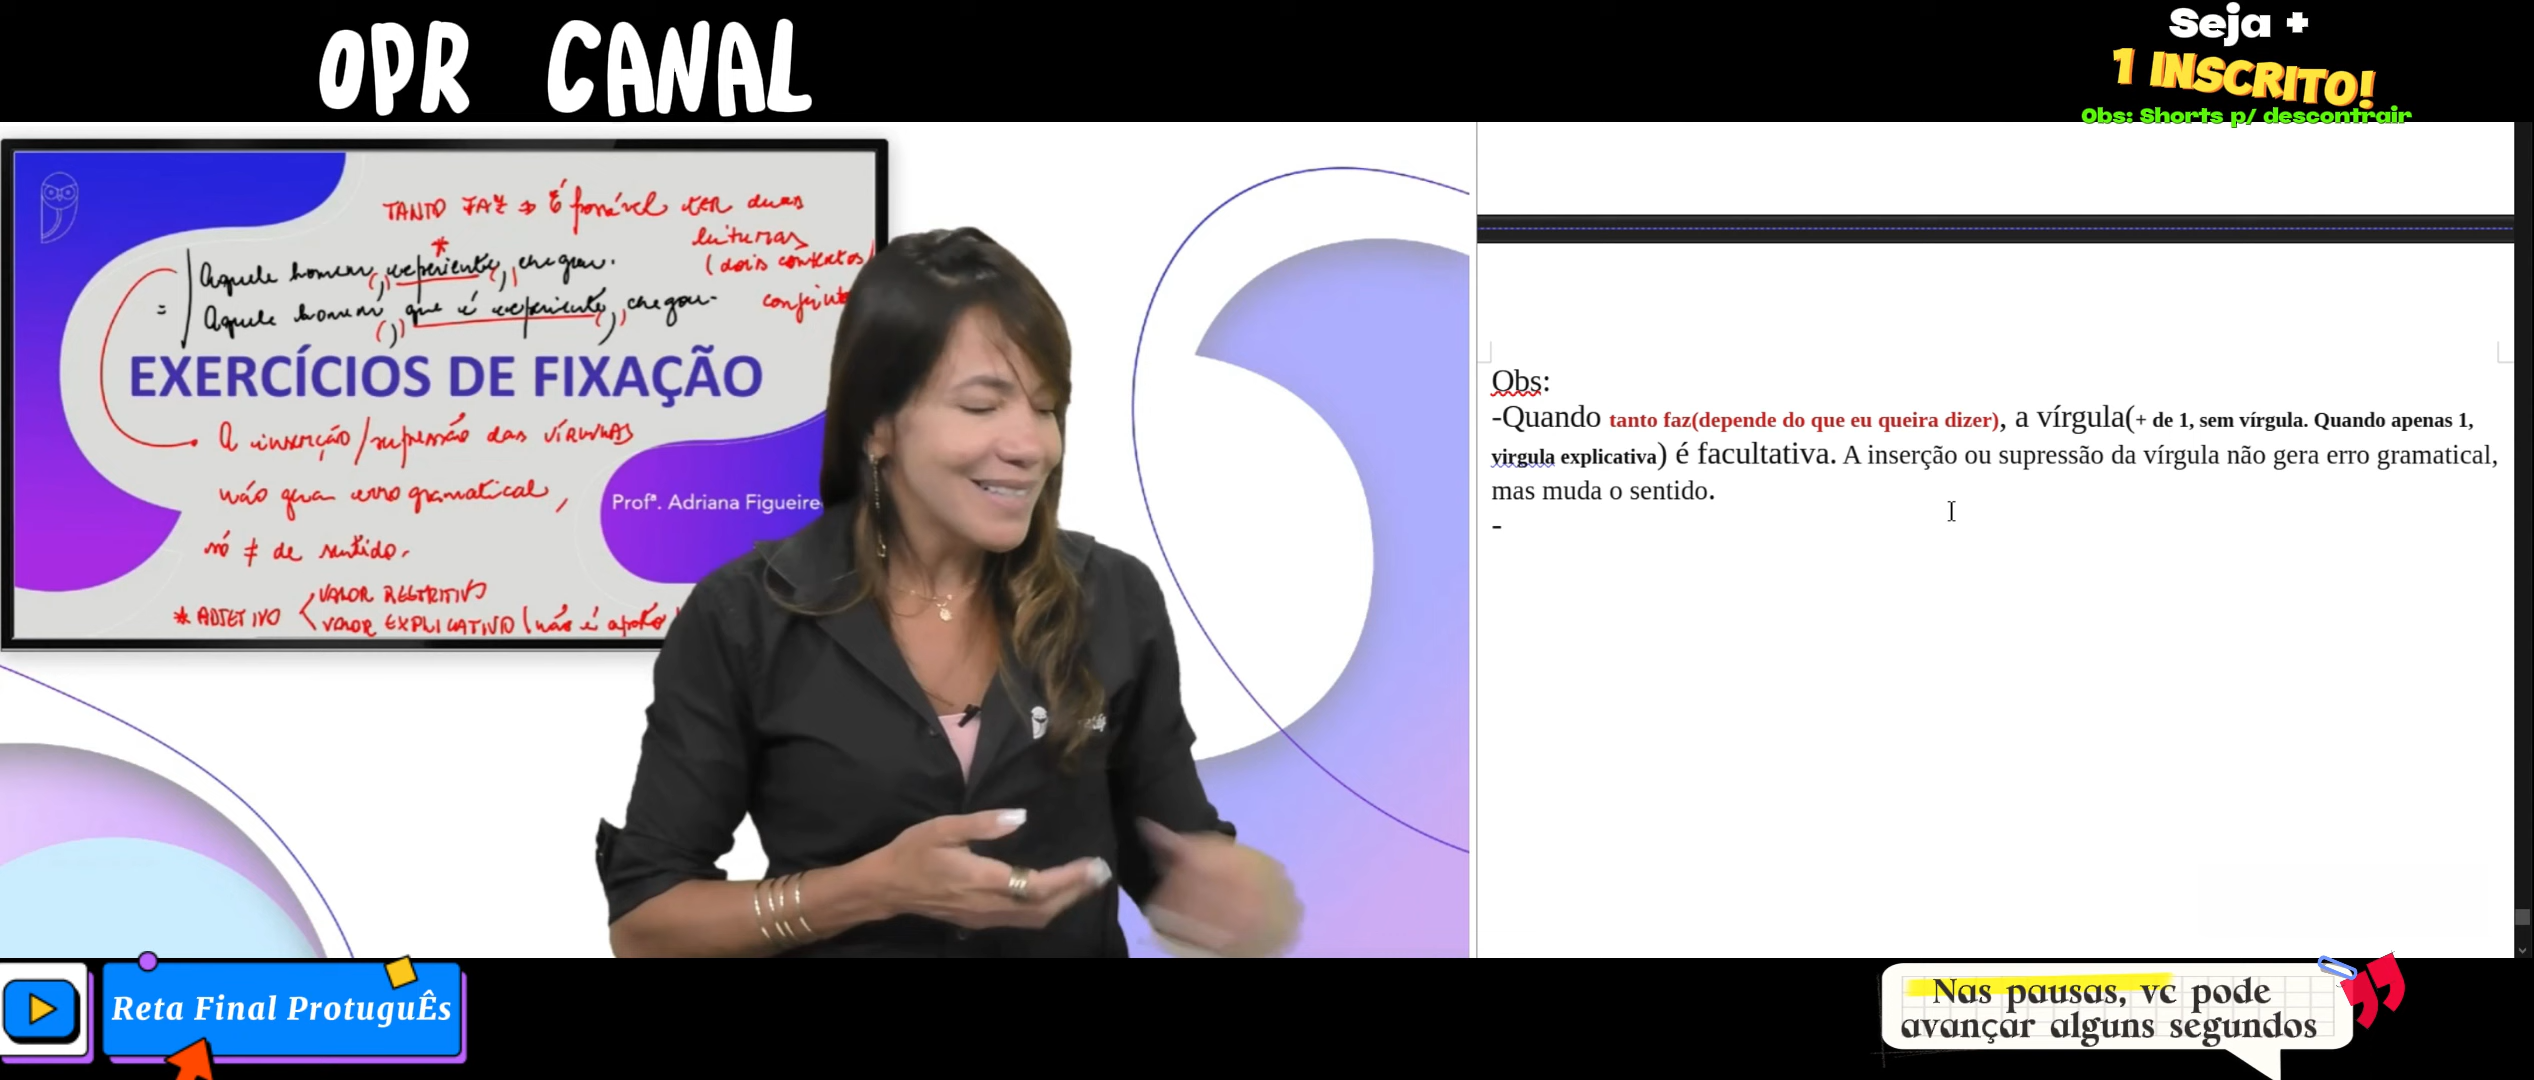 OPR CANAL
Seja +
1 INSCRITO!
Obs: Shorts p/ descontrair
TANTO FAZ → É possível ter duas
leituras
(dois contextos)
Aquele homem(,) experiente(,) chegou.
= Aquele homem(,) que é experiente(,) chegou.
EXERCÍCIOS DE FIXAÇÃO
A inserção/supressão das VÍRGULAS
não gera erro gramatical,
Profª. Adriana Figueire
só ≠ de sentido.
* ADJETIVO
VALOR RESTRITIVO
VALOR EXPLICATIVO (não é aposto
Obs:
-Quando tanto faz(depende do que eu queira dizer), a vírgula(+ de 1, sem vírgula. Quando apenas 1,
virgula explicativa) é facultativa. A inserção ou supressão da vírgula não gera erro gramatical,
mas muda o sentido.
-
Reta Final ProtuguÊs
Nas pausas, vc pode
avançar alguns segundos